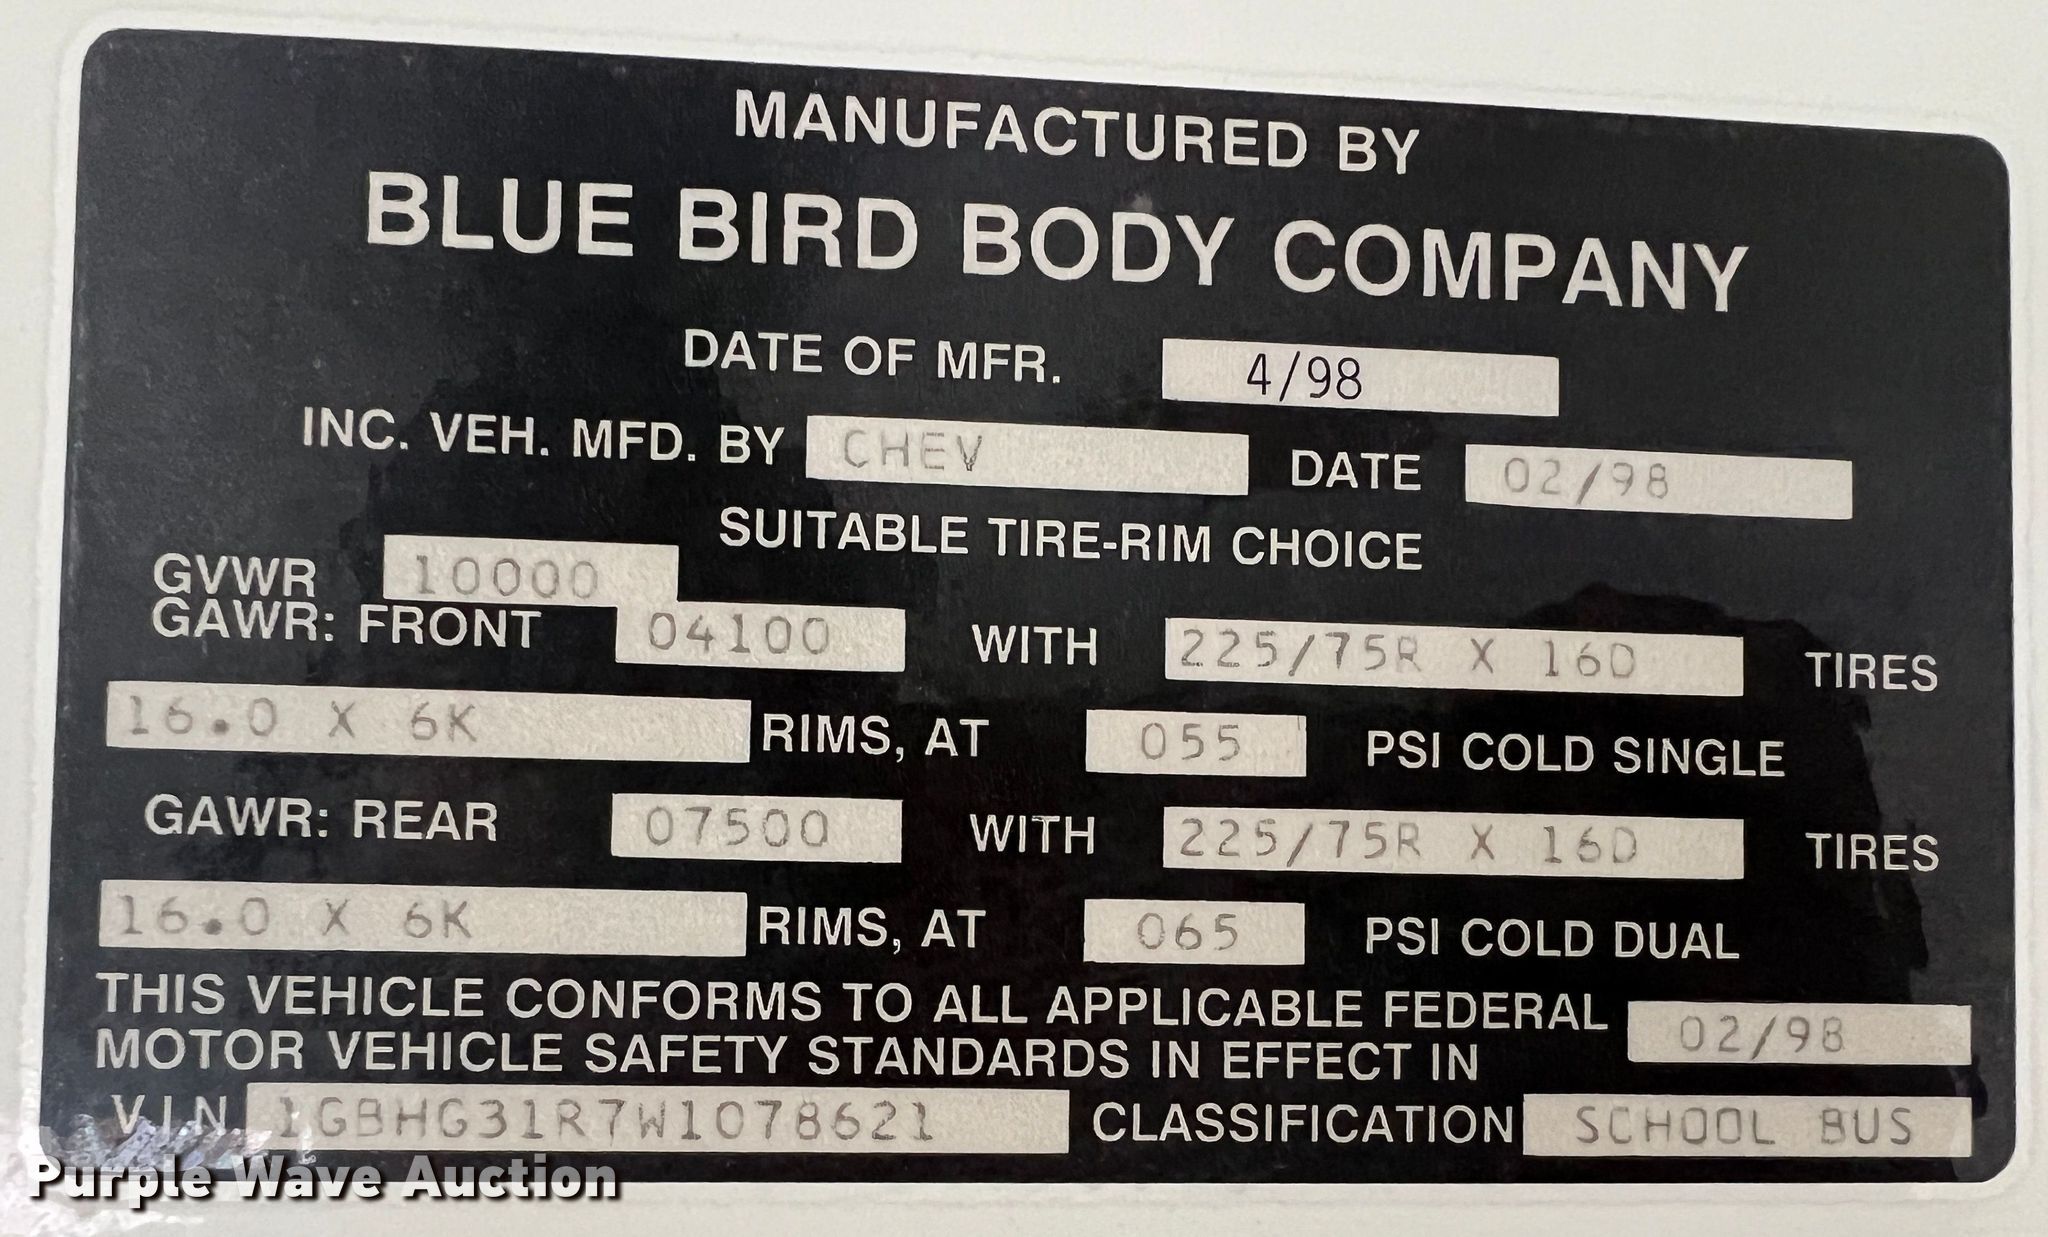 MANUFACTURED BY
BLUE BIRD BODY COMPANY
DATE OF MFR. 4/98
INC. VEH. MFD. BY CHEV DATE 02/98
SUITABLE TIRE-RIM CHOICE
GVWR 10000
GAWR: FRONT 04100 WITH 225/75R X 16D TIRES
16.0 X 6K RIMS, AT 055 PSI COLD SINGLE
GAWR: REAR 07500 WITH 225/75R X 16D TIRES
16.0 X 6K RIMS, AT 065 PSI COLD DUAL
THIS VEHICLE CONFORMS TO ALL APPLICABLE FEDERAL
MOTOR VEHICLE SAFETY STANDARDS IN EFFECT IN 02/98
VIN 1GBHG31R7W1078621 CLASSIFICATION SCHOOL BUS
Purple Wave Auction